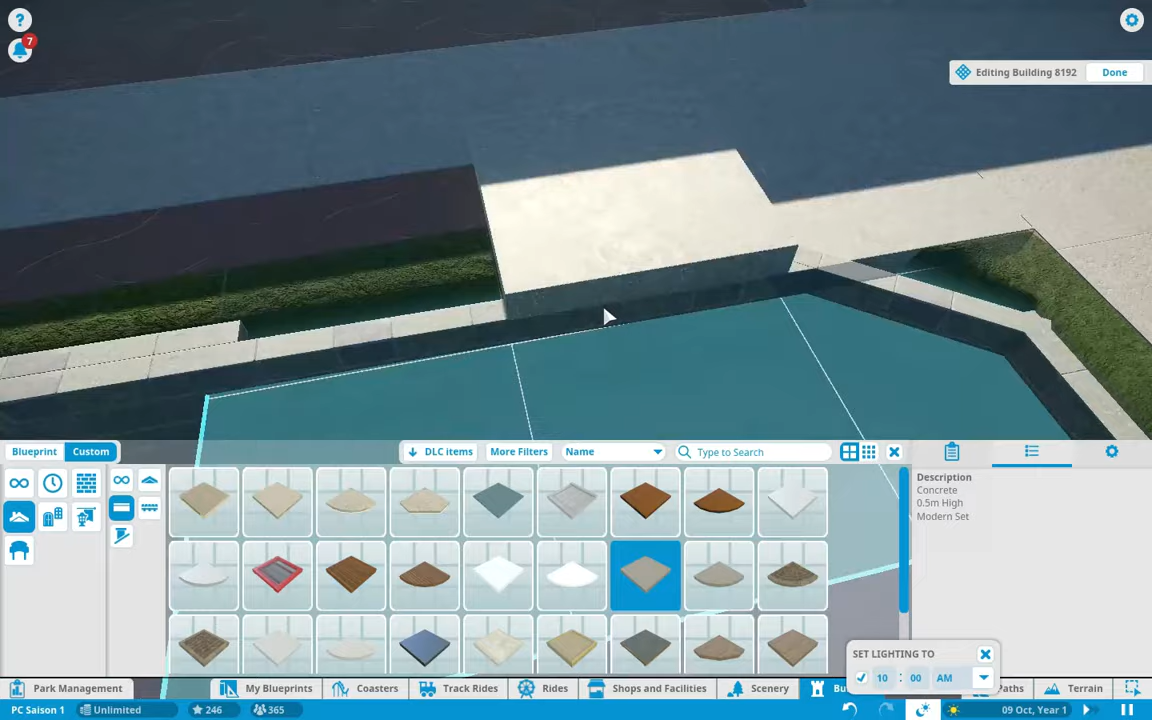 ?
7
Editing Building 8192
Done
Blueprint
Custom
DLC items
More Filters
Name
Type to Search
Description
Concrete
0.5m High
Modern Set
SET LIGHTING TO
10 : 00 AM
Park Management
My Blueprints
Coasters
Track Rides
Rides
Shops and Facilities
Scenery
Paths
Terrain
PC Saison 1
Unlimited
246
365
09 Oct, Year 1